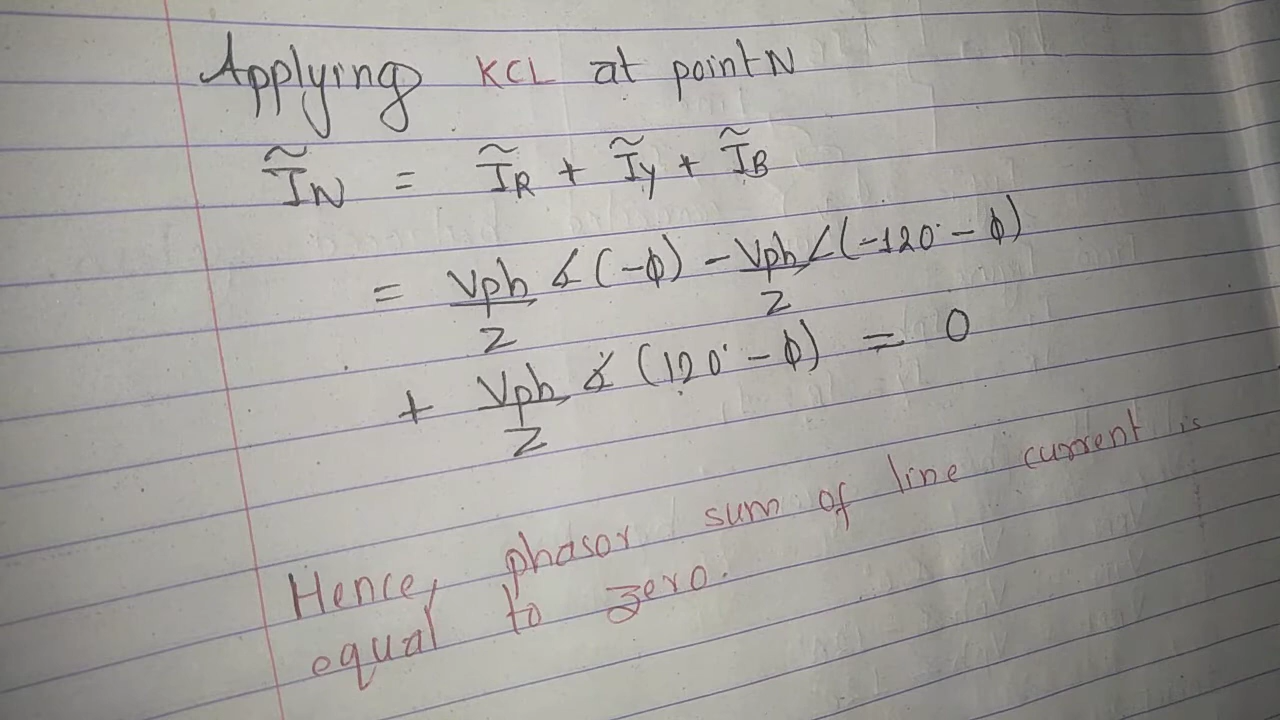 Applying KCL at point N
ĨN = ĨR + ĨY + ĨB
= Vph/Z ∠(-ϕ) - Vph/Z ∠(-120° - ϕ)
+ Vph/Z ∠(120° - ϕ) = 0
Hence, phasor sum of line current is
equal to zero.